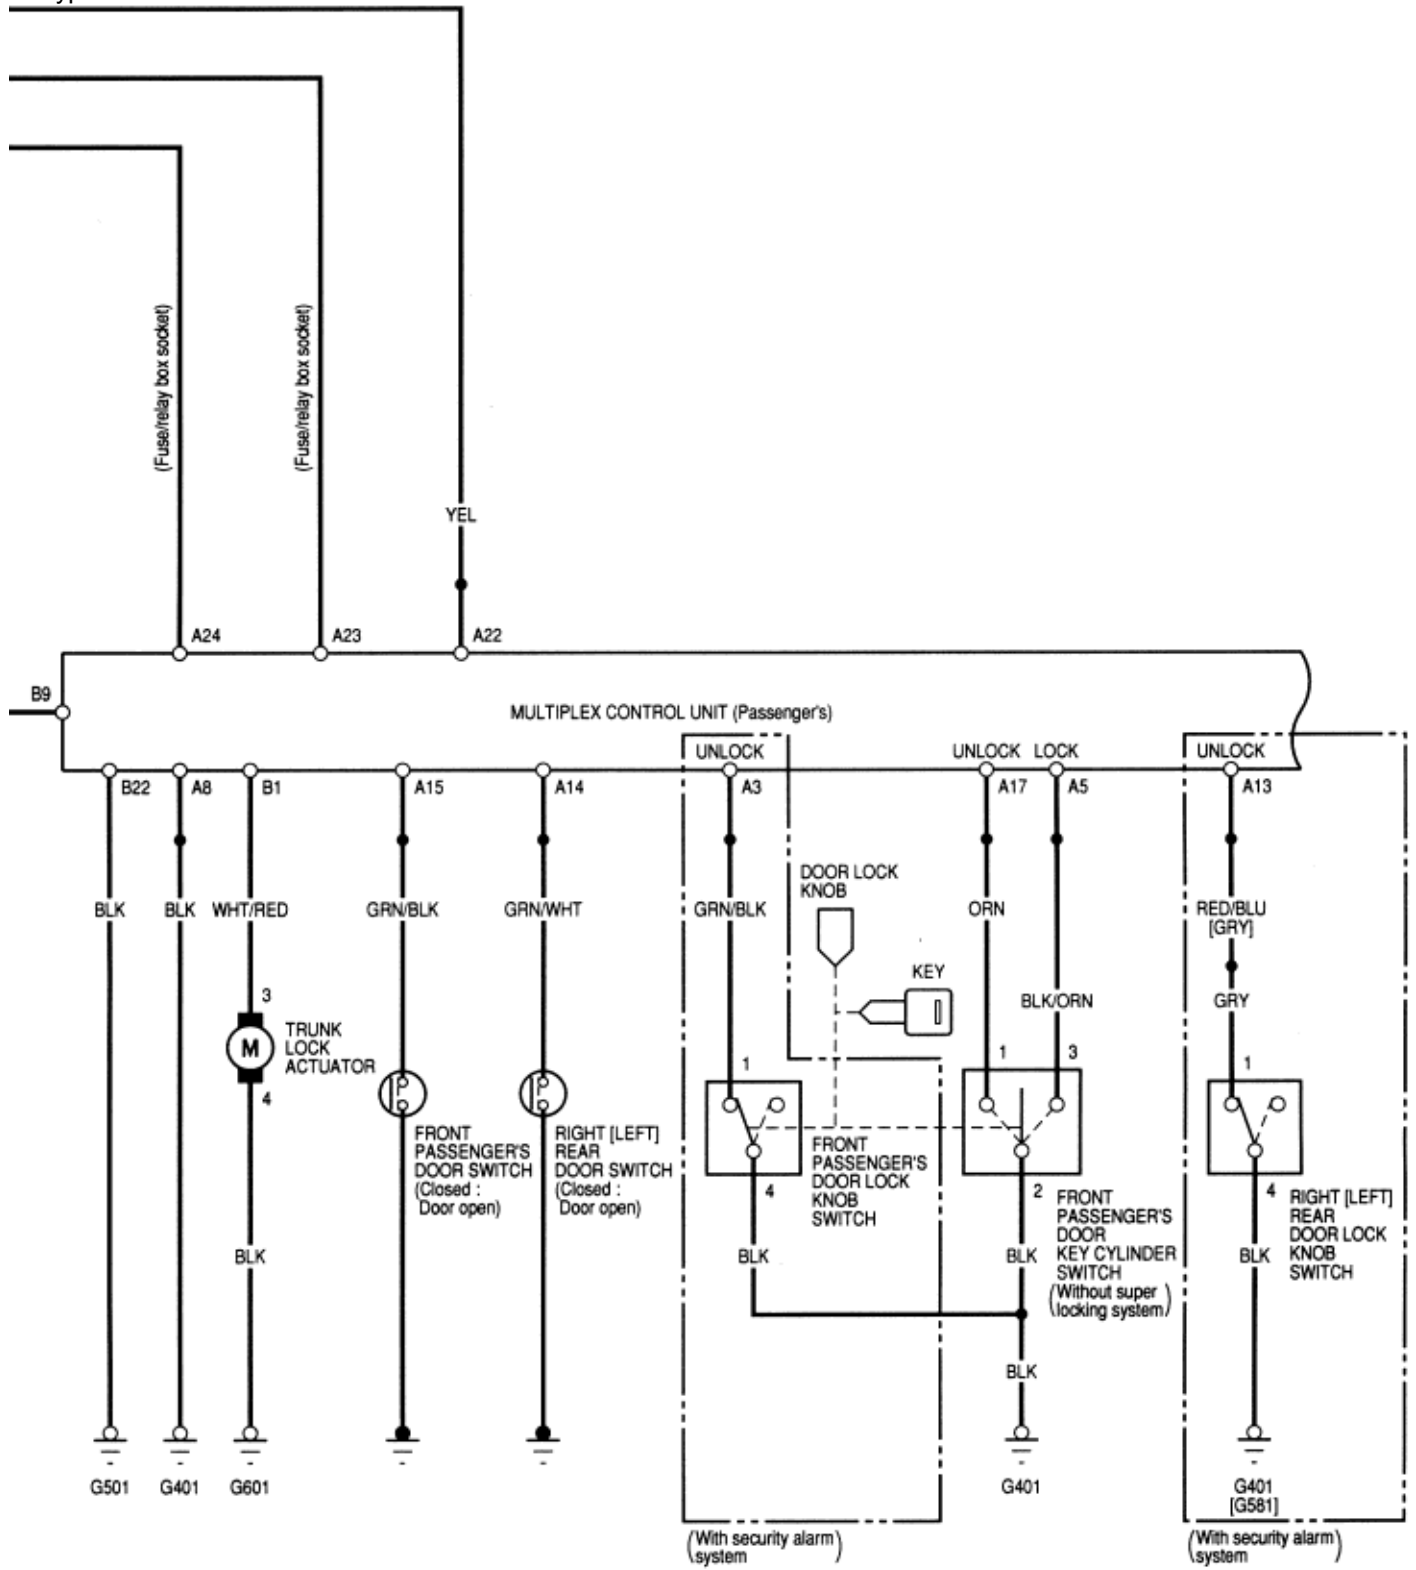 (Fuse/relay box socket)
(Fuse/relay box socket)
YEL
A24
A23
A22
B9
MULTIPLEX CONTROL UNIT (Passenger's)
UNLOCK
UNLOCK LOCK
UNLOCK
B22
A8
B1
A15
A14
A3
A17
A5
A13
DOOR LOCK
KNOB
BLK
BLK
WHT/RED
GRN/BLK
GRN/WHT
GRN/BLK
ORN
RED/BLU
[GRY]
KEY
BLK/ORN
GRY
3
M
TRUNK
LOCK
ACTUATOR
4
1
1
3
1
FRONT
PASSENGER'S
DOOR SWITCH
(Closed :
Door open)
RIGHT [LEFT]
REAR
DOOR SWITCH
(Closed :
Door open)
FRONT
PASSENGER'S
DOOR LOCK
KNOB
SWITCH
4
2
FRONT
PASSENGER'S
DOOR
KEY CYLINDER
SWITCH
(Without super
locking system)
4
RIGHT [LEFT]
REAR
DOOR LOCK
KNOB
SWITCH
BLK
BLK
BLK
BLK
BLK
G501
G401
G601
G401
G401
[G581]
(With security alarm
system)
(With security alarm
system)